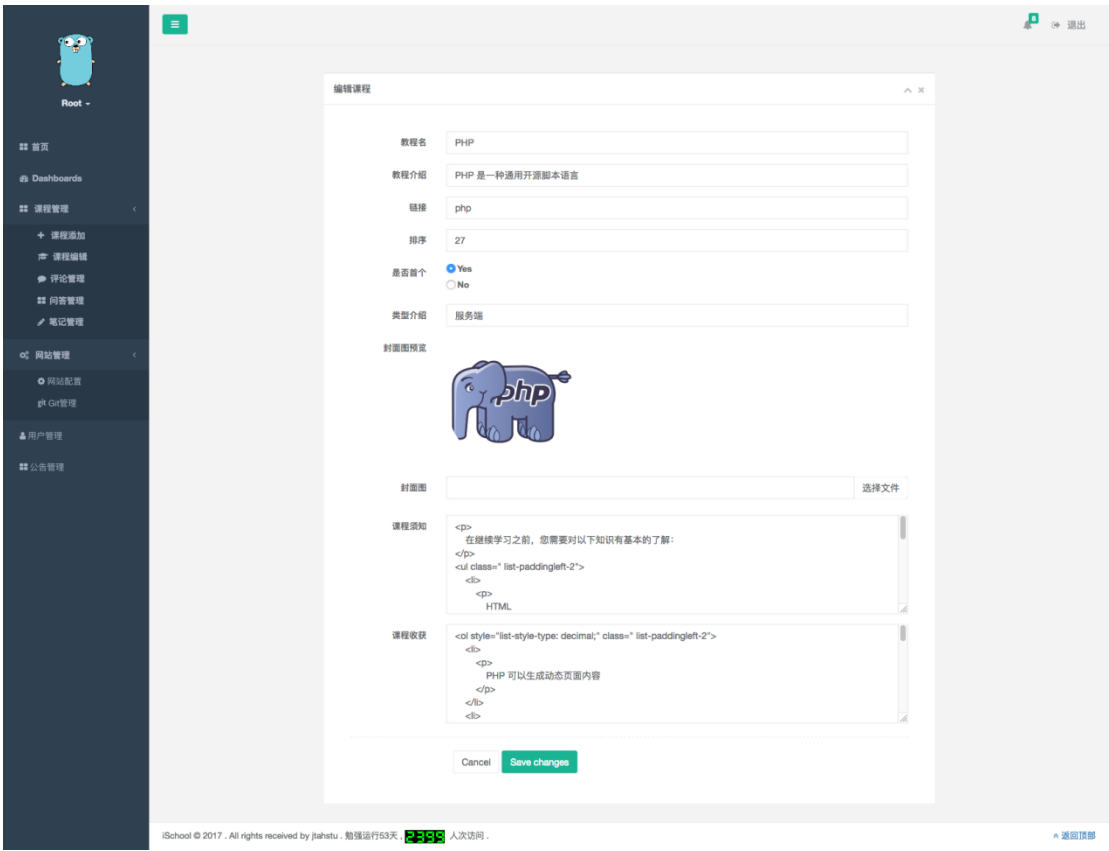 8
退出
Root
首页
Dashboards
课程管理
课程添加
课程编辑
评论管理
问答管理
笔记管理
网站管理
网站配置
git Git管理
用户管理
公告管理
编辑课程
教程名 PHP
教程介绍 PHP 是一种通用开源脚本语言
链接 php
排序 27
是否首个 Yes
No
类型介绍 服务端
封面图预览
php
封面图 选择文件
课程须知 <p>
在继续学习之前，您需要对以下知识有基本的了解：
</p>
<ul class=" list-paddingleft-2">
<li>
<p>
HTML
课程收获 <ol style="list-style-type: decimal;" class=" list-paddingleft-2">
<li>
<p>
PHP 可以生成动态页面内容
</p>
</li>
<li>
Cancel Save changes
iSchool © 2017 . All rights received by jtahstu . 勉强运行53天 , 2399 人次访问 .
返回顶部